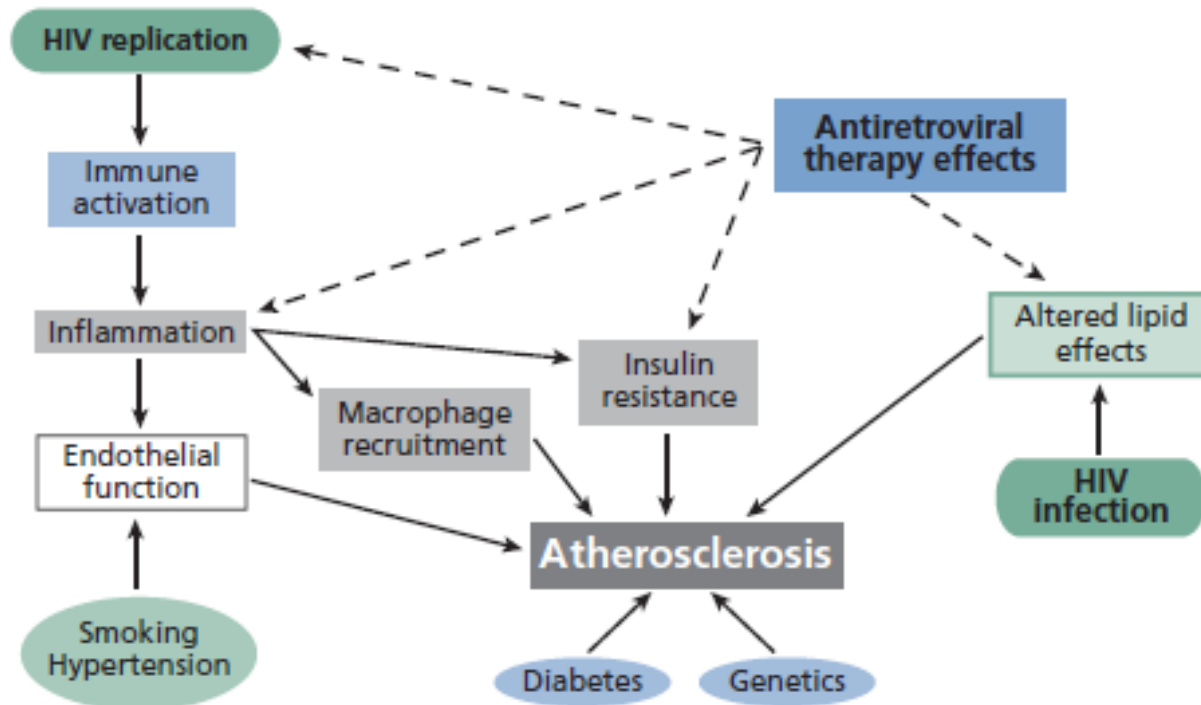 HIV replication
Antiretroviral
therapy effects
Immune
activation
Inflammation
Altered lipid
effects
Insulin
resistance
Macrophage
recruitment
Endothelial
function
HIV
infection
Atherosclerosis
Smoking
Hypertension
Diabetes
Genetics